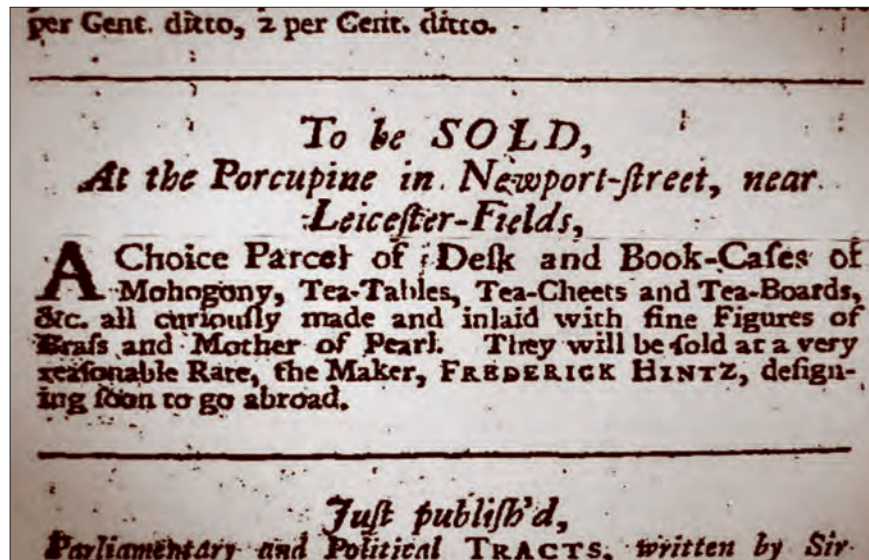 per Cent. ditto, 2 per Cent. ditto.
To be SOLD,
At the Porcupine in Newport-ſtreet, near
Leiceſter-Fields,
A Choice Parcel of Deſk and Book-Caſes of
Mohogony, Tea-Tables, Tea-Cheets and Tea-Boards,
&c. all curiouſly made and inlaid with fine Figures of
Braſs and Mother of Pearl. They will be ſold at a very
reaſonable Rate, the Maker, FREDERICK HINTZ, deſign-
ing ſoon to go abroad.
Juſt publiſh'd,
Parliamentary and Political TRACTS, written by Sir